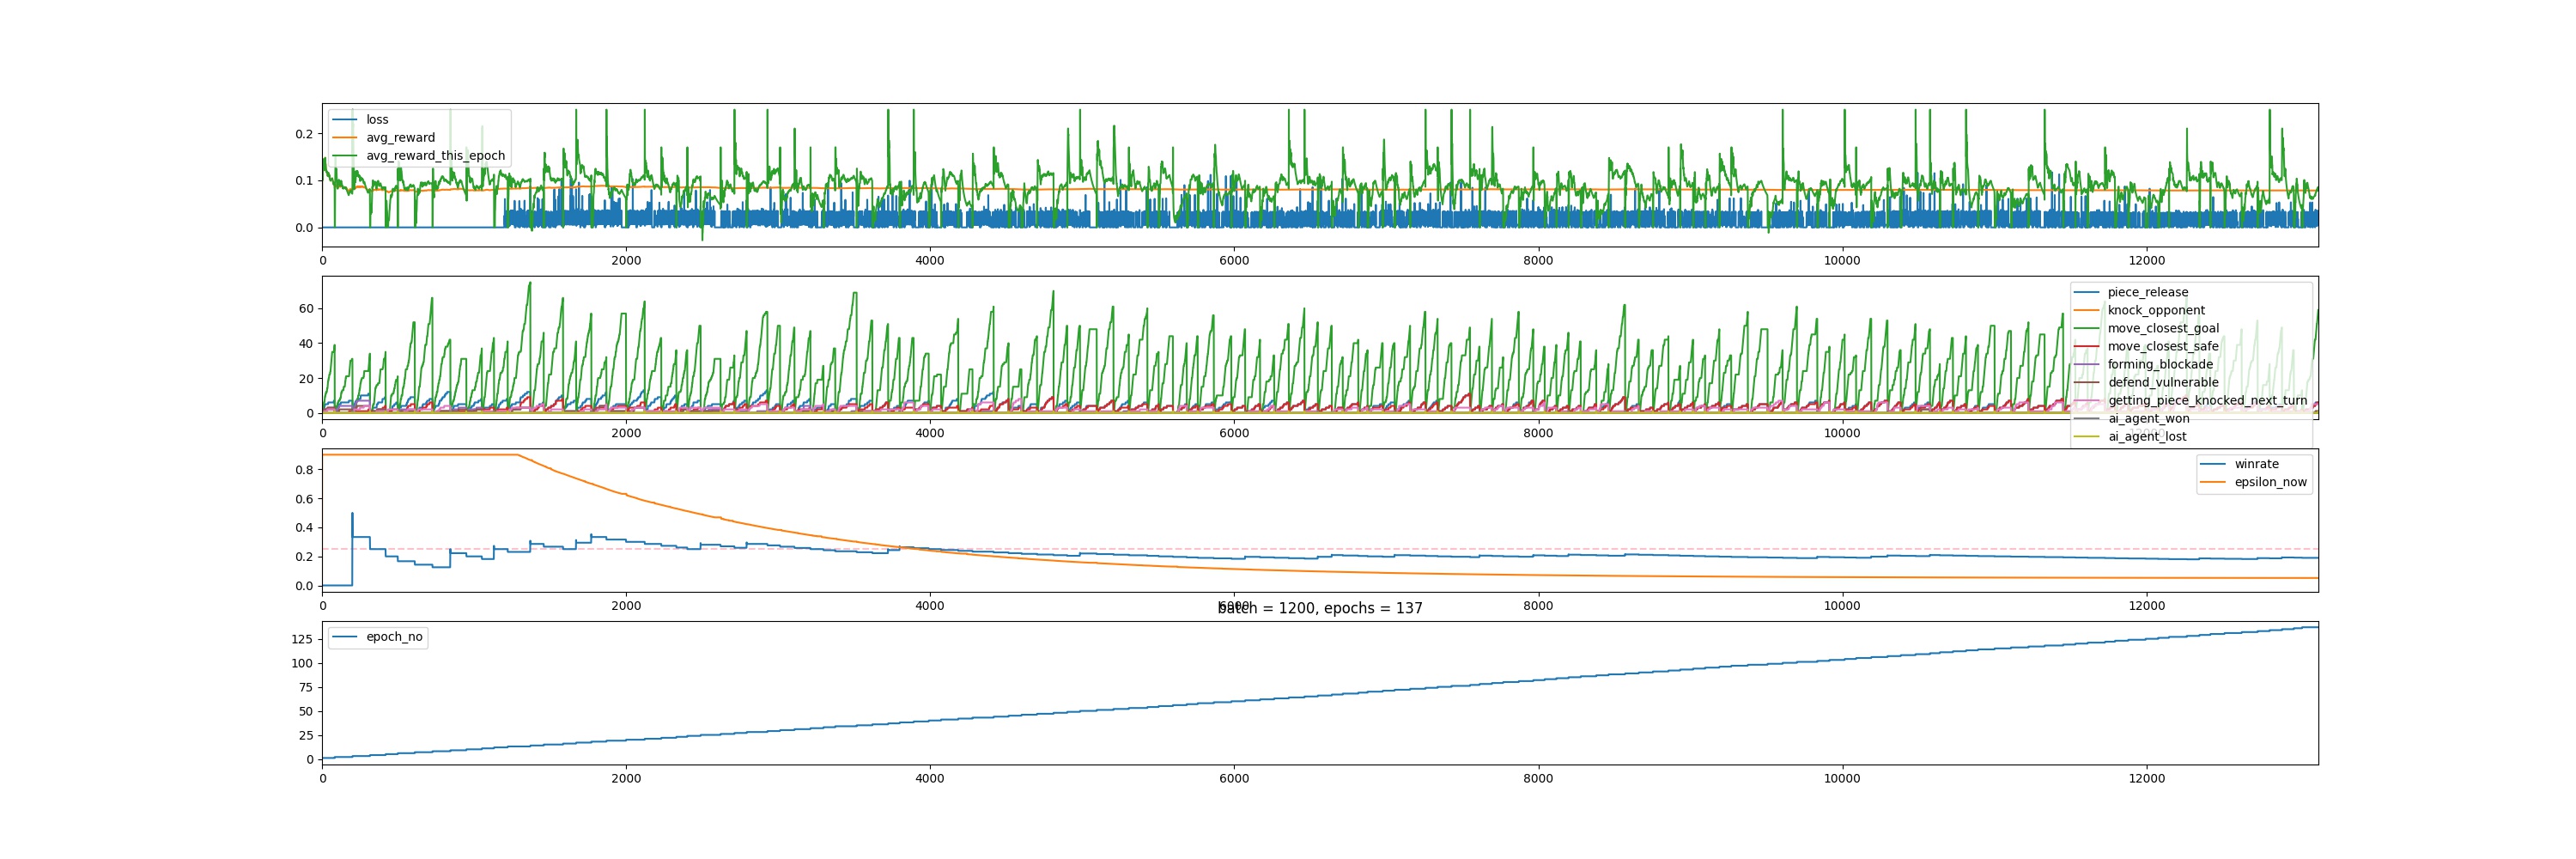 loss
avg_reward
avg_reward_this_epoch
0.2
0.1
0.0
0 2000 4000 6000 8000 10000 12000
piece_release
knock_opponent
move_closest_goal
move_closest_safe
forming_blockade
defend_vulnerable
getting_piece_knocked_next_turn
ai_agent_won
ai_agent_lost
60
40
20
0
0 2000 4000 6000 8000 10000 12000
winrate
epsilon_now
0.8
0.6
0.4
0.2
0.0
0 2000 4000 6000 8000 10000 12000
batch = 1200, epochs = 137
epoch_no
125
100
75
50
25
0
0 2000 4000 6000 8000 10000 12000